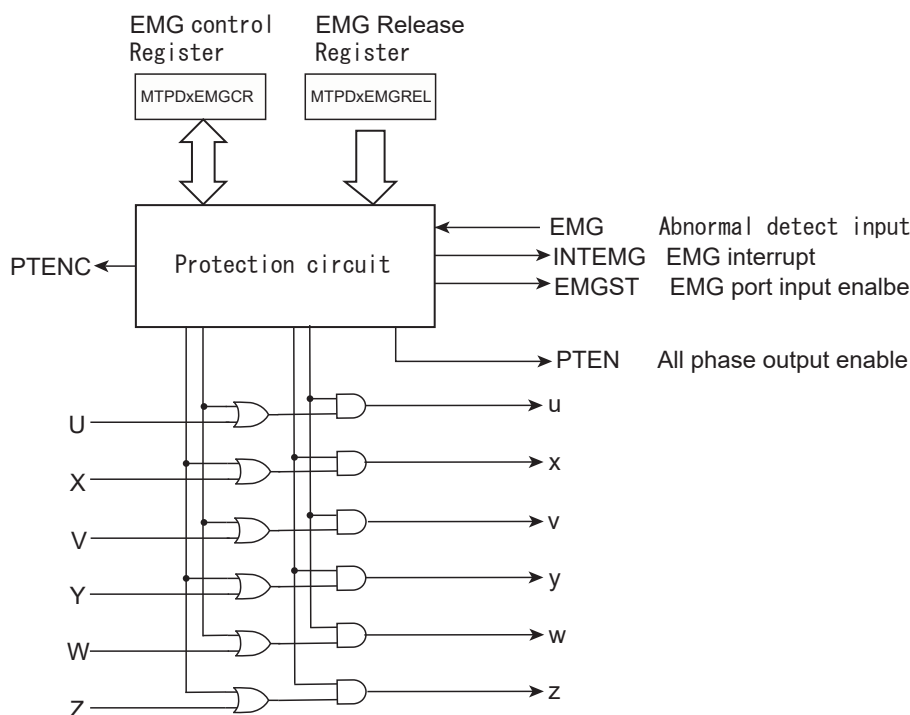 EMG control
Register
EMG Release
Register
MTPDxEMGCR
MTPDxEMGREL
EMG Abnormal detect input
PTENC
Protection circuit
INTEMG EMG interrupt
EMGST EMG port input enalbe
PTEN All phase output enable
U
u
X
x
V
v
Y
y
W
w
Z
z